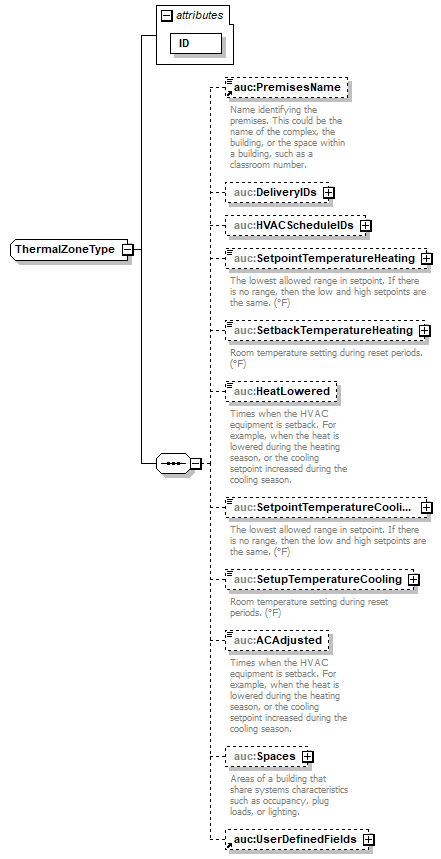 attributes
ID
ThermalZoneType
auc:PremisesName
Name identifying the
premises. This could be the
name of the complex, the
building, or the space within
a building, such as a
classroom number.
auc:DeliveryIDs
auc:HVACScheduleIDs
auc:SetpointTemperatureHeating
The lowest allowed range in setpoint. If there
is no range, then the low and high setpoints are
the same. (°F)
auc:SetbackTemperatureHeating
Room temperature setting during reset periods.
(°F)
auc:HeatLowered
Times when the HVAC
equipment is setback. For
example, when the heat is
lowered during the heating
season, or the cooling
setpoint increased during the
cooling season.
auc:SetpointTemperatureCooli...
The lowest allowed range in setpoint. If there
is no range, then the low and high setpoints are
the same. (°F)
auc:SetupTemperatureCooling
Room temperature setting during reset
periods. (°F)
auc:ACAdjusted
Times when the HVAC
equipment is setback. For
example, when the heat is
lowered during the heating
season, or the cooling
setpoint increased during the
cooling season.
auc:Spaces
Areas of a building that
share systems characteristics
such as occupancy, plug
loads, or lighting.
auc:UserDefinedFields